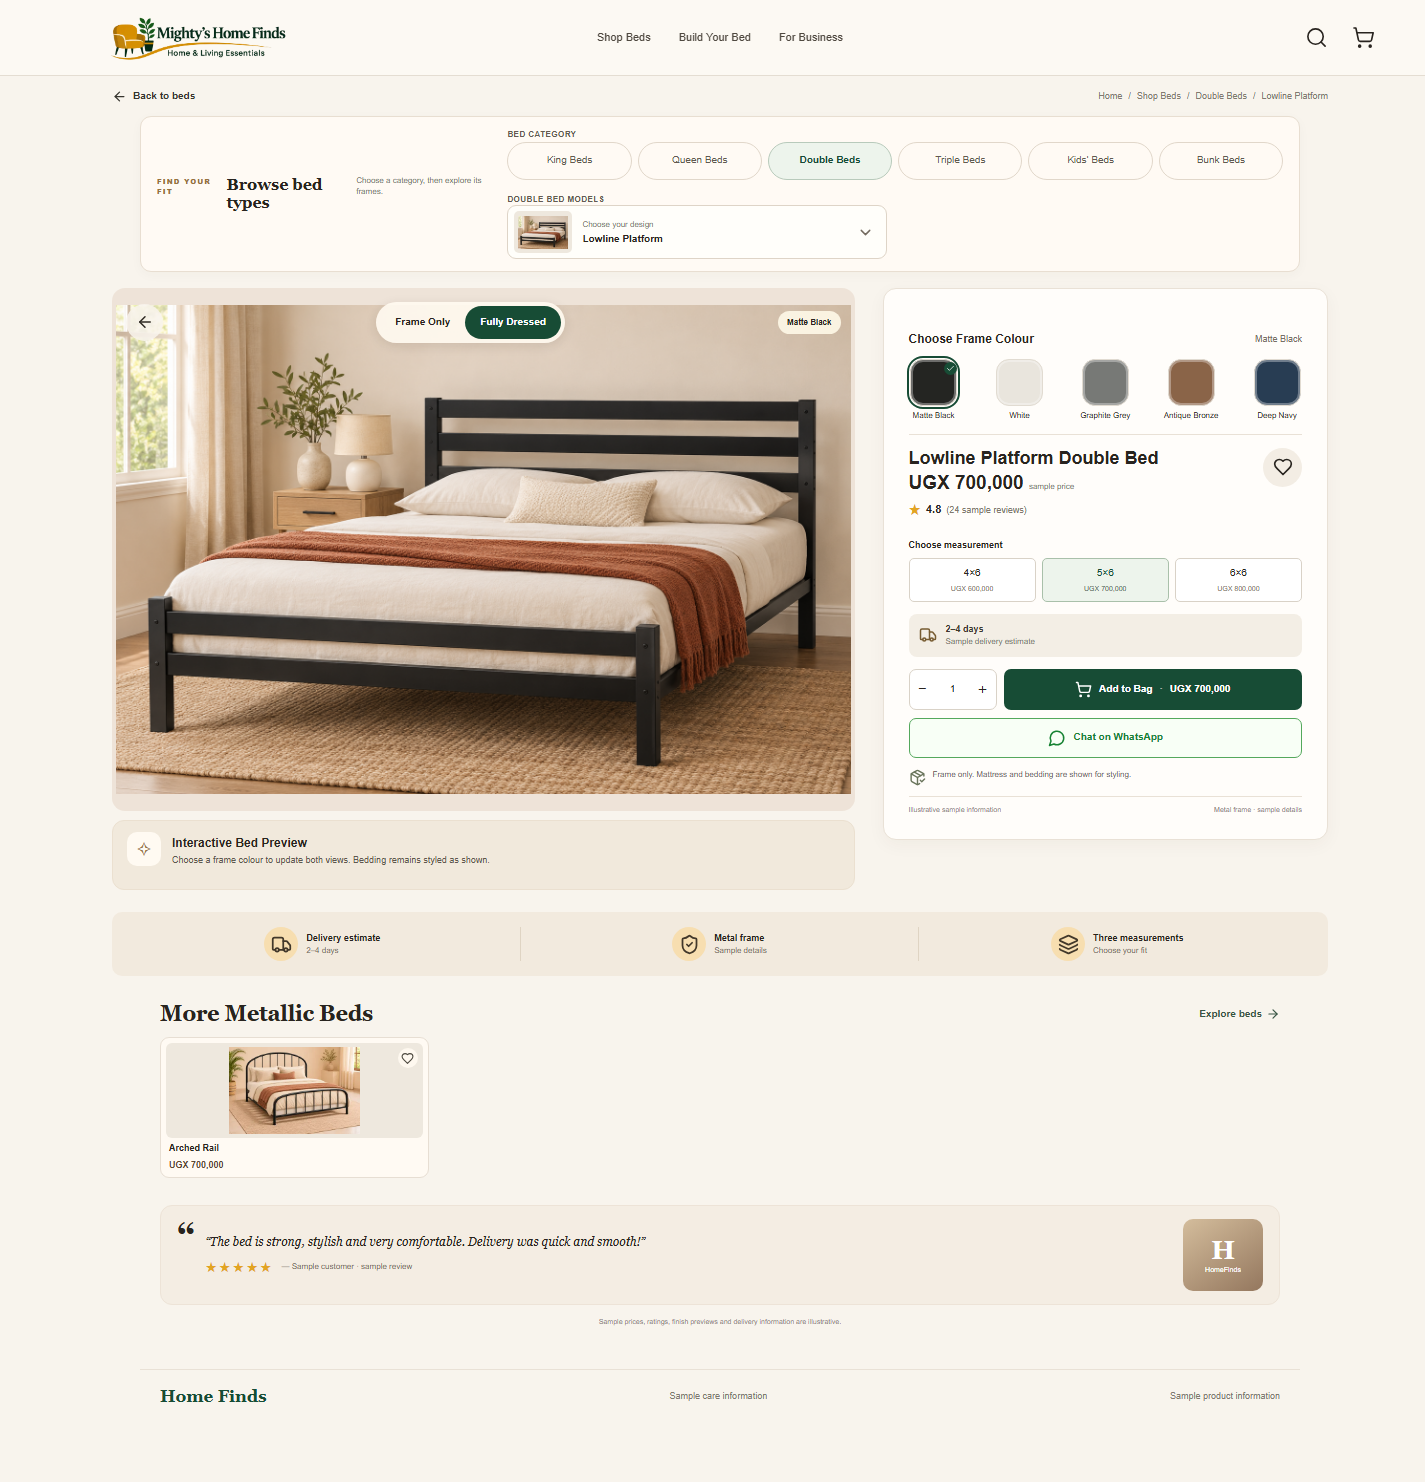 Mighty's Home Finds
Home & Living Essentials
Shop Beds
Build Your Bed
For Business
Back to beds
Home / Shop Beds / Double Beds / Lowline Platform
FIND YOUR
FIT
Browse bed
types
Choose a category, then explore its
frames.
BED CATEGORY
King Beds
Queen Beds
Double Beds
Triple Beds
Kids' Beds
Bunk Beds
DOUBLE BED MODELS
Choose your design
Lowline Platform
Frame Only
Fully Dressed
Matte Black
Interactive Bed Preview
Choose a frame colour to update both views. Bedding remains styled as shown.
Choose Frame Colour
Matte Black
Matte Black
White
Graphite Grey
Antique Bronze
Deep Navy
Lowline Platform Double Bed
UGX 700,000 sample price
★ 4.8 (24 sample reviews)
Choose measurement
4×6
UGX 600,000
5×6
UGX 700,000
6×6
UGX 800,000
2–4 days
Sample delivery estimate
− 1 +
Add to Bag · UGX 700,000
Chat on WhatsApp
Frame only. Mattress and bedding are shown for styling.
Illustrative sample information
Metal frame · sample details
Delivery estimate
2–4 days
Metal frame
Sample details
Three measurements
Choose your fit
More Metallic Beds
Explore beds
Arched Rail
UGX 700,000
“
“The bed is strong, stylish and very comfortable. Delivery was quick and smooth!”
★★★★★ — Sample customer · sample review
H
HomeFinds
Sample prices, ratings, finish previews and delivery information are illustrative.
Home Finds
Sample care information
Sample product information